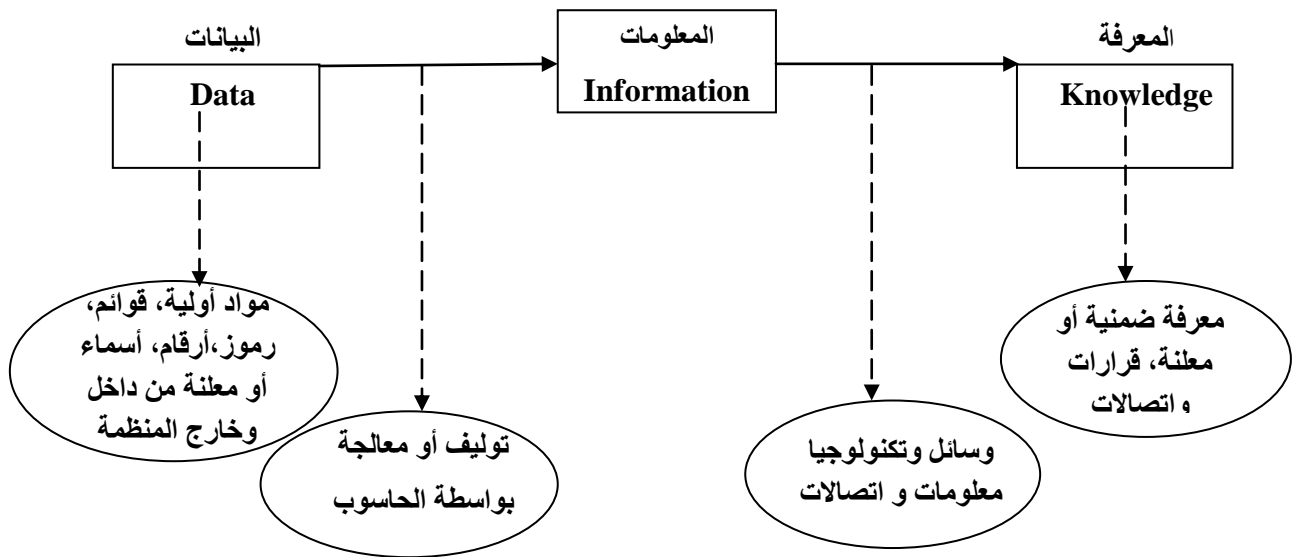 البيانات
Data
المعلومات
Information
المعرفة
Knowledge
مواد أولية، قوائم،
رموز،أرقام، أسماء
أو معلنة من داخل
وخارج المنظمة
توليف أو معالجة
بواسطة الحاسوب
وسائل وتكنولوجيا
معلومات و اتصالات
معرفة ضمنية أو
معلنة، قرارات
و اتصالات